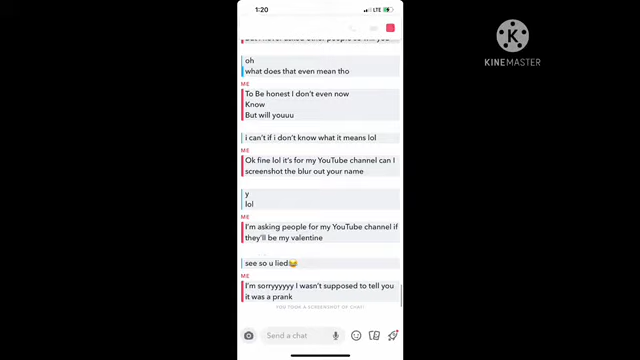 1:20
LTE
KINEMASTER
oh
what does that even mean tho
ME
To Be honest I don't even now
Know
But will youuu
i can't if i don't know what it means lol
ME
Ok fine lol it's for my YouTube channel can I
screenshot the blur out your name
y
lol
ME
I'm asking people for my YouTube channel if
they'll be my valentine
see so u lied😂
ME
I'm sorryyyyyy I wasn't supposed to tell you
it was a prank
YOU TOOK A SCREENSHOT OF CHAT!
Send a chat